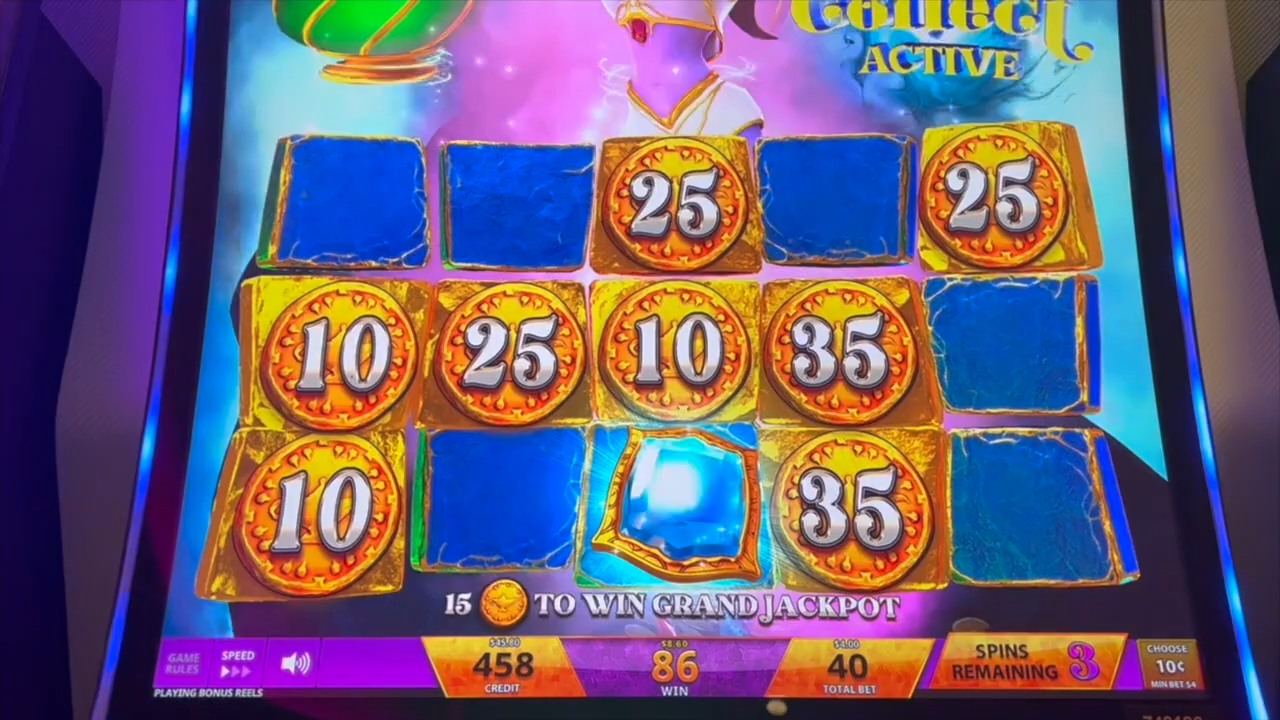 Collect
ACTIVE
25
25
10
25
10
35
10
35
15 TO WIN GRAND JACKPOT
GAME RULES
SPEED
$45.80
458
CREDIT
$8.60
86
WIN
$4.00
40
TOTAL BET
SPINS REMAINING 3
CHOOSE
10¢
MIN BET $4
PLAYING BONUS REELS